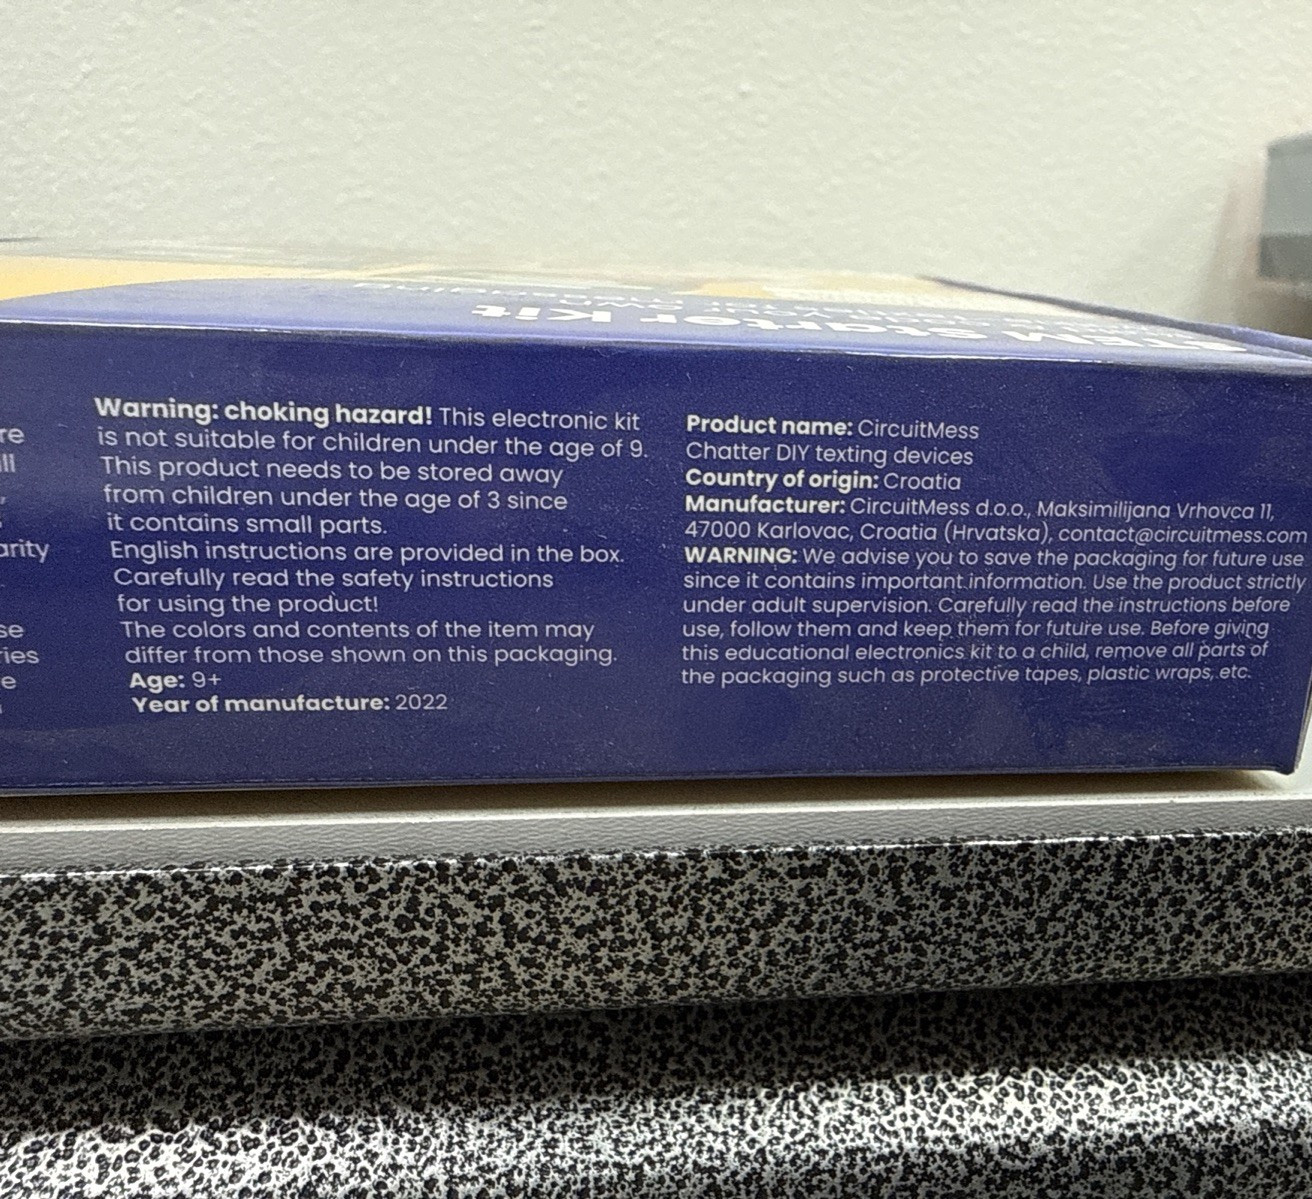 STEM Starter Kit
re
ill
arity
se
ries
e
Warning: choking hazard! This electronic kit
is not suitable for children under the age of 9.
This product needs to be stored away
from children under the age of 3 since
it contains small parts.
English instructions are provided in the box.
Carefully read the safety instructions
for using the product!
The colors and contents of the item may
differ from those shown on this packaging.
Age: 9+
Year of manufacture: 2022
Product name: CircuitMess
Chatter DIY texting devices
Country of origin: Croatia
Manufacturer: CircuitMess d.o.o., Maksimilijana Vrhovca 11,
47000 Karlovac, Croatia (Hrvatska), contact@circuitmess.com
WARNING: We advise you to save the packaging for future use
since it contains important information. Use the product strictly
under adult supervision. Carefully read the instructions before
use, follow them and keep them for future use. Before giving
this educational electronics kit to a child, remove all parts of
the packaging such as protective tapes, plastic wraps, etc.